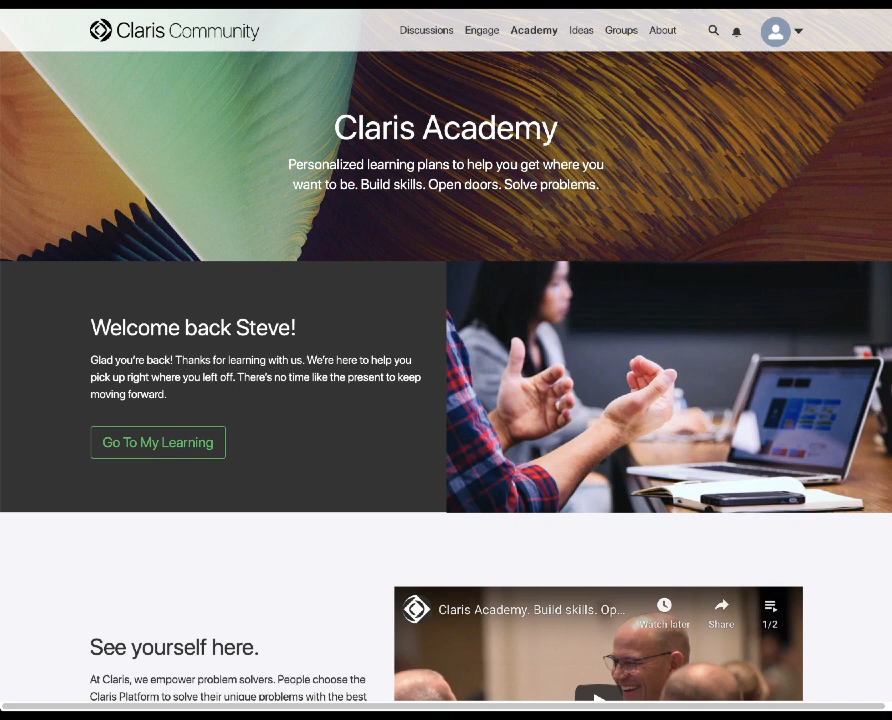 Claris Community
Discussions Engage Academy Ideas Groups About
Claris Academy
Personalized learning plans to help you get where you
want to be. Build skills. Open doors. Solve problems.
Welcome back Steve!
Glad you're back! Thanks for learning with us. We're here to help you
pick up right where you left off. There's no time like the present to keep
moving forward.
Go To My Learning
Claris Academy. Build skills. Op...
Watch later Share 1/2
See yourself here.
At Claris, we empower problem solvers. People choose the
Claris Platform to solve their unique problems with the best